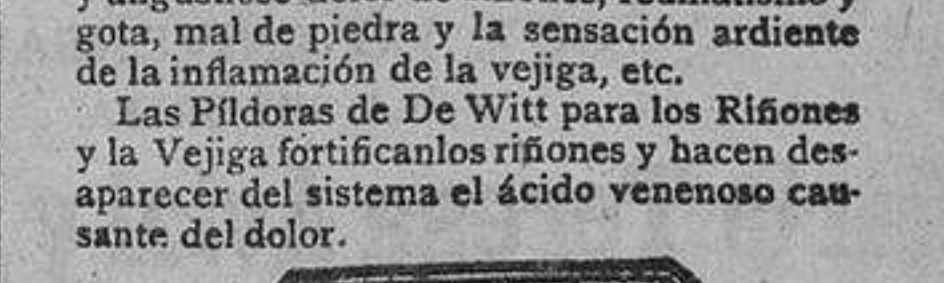 gota, mal de piedra y la sensación ardiente
de la inflamación de la vejiga, etc.
Las Píldoras de De Witt para los Riñones
y la Vejiga fortificanlos riñones y hacen des-
aparecer del sistema el ácido venenoso cau-
sante del dolor.